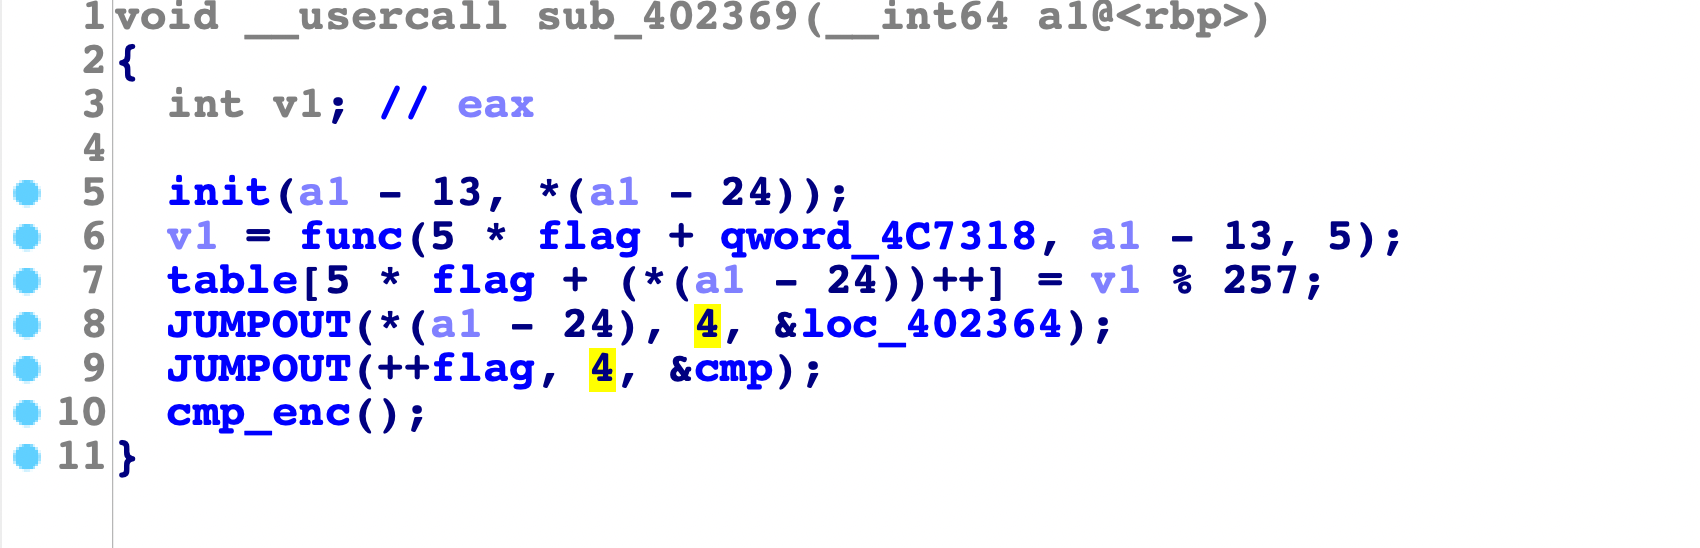 1 void __usercall sub_402369(__int64 a1@<rbp>)
2 {
3   int v1; // eax
4
5   init(a1 - 13, *(a1 - 24));
6   v1 = func(5 * flag + qword_4C7318, a1 - 13, 5);
7   table[5 * flag + (*(a1 - 24))++] = v1 % 257;
8   JUMPOUT(*(a1 - 24), 4, &loc_402364);
9   JUMPOUT(++flag, 4, &cmp);
10   cmp_enc();
11 }